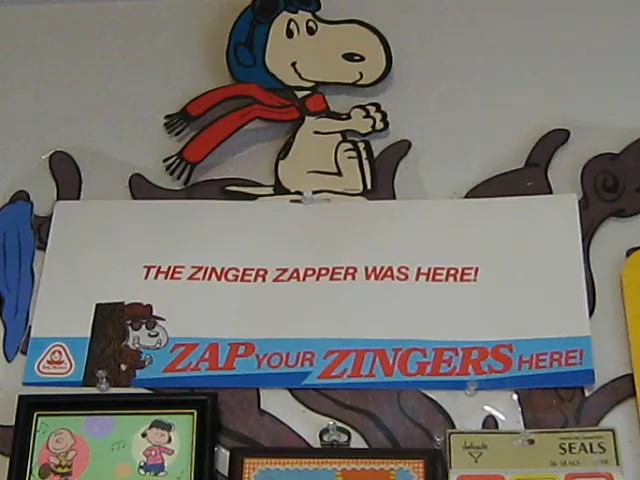 THE ZINGER ZAPPER WAS HERE!
ZAP YOUR ZINGERS HERE!
SEALS